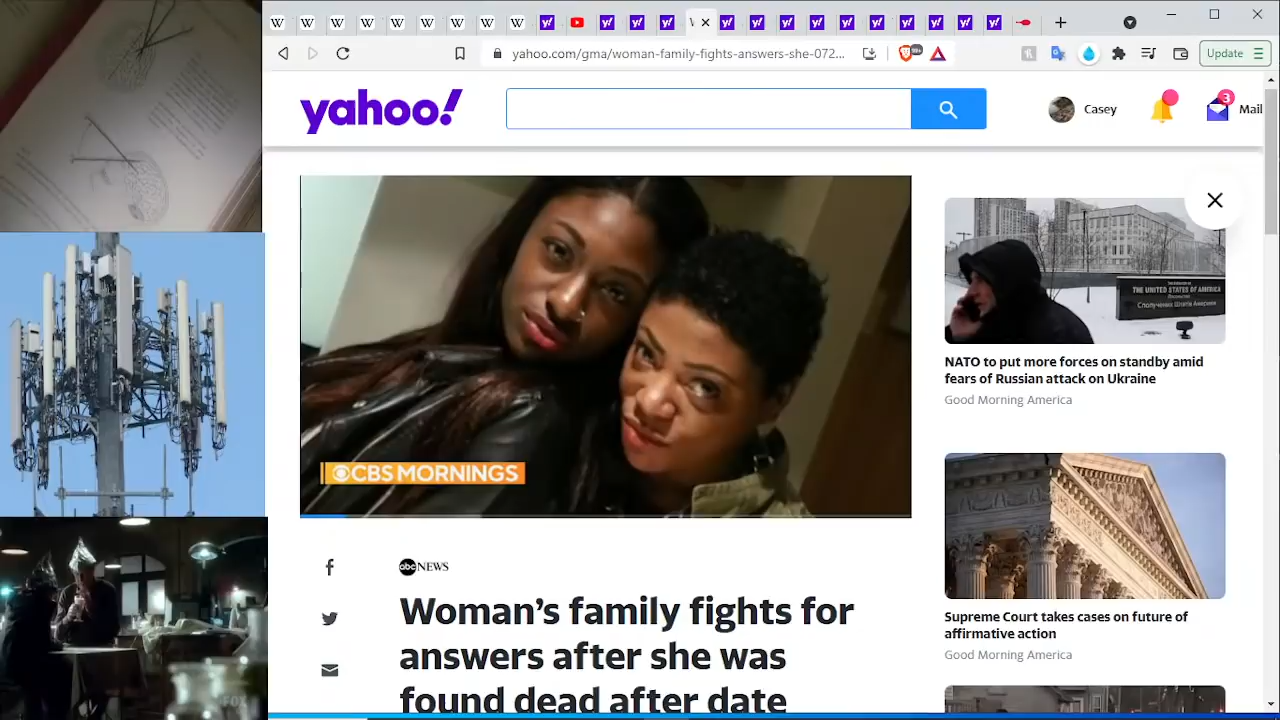 yahoo.com/gma/woman-family-fights-answers-she-072...
99+
Update
yahoo!
Casey
3
Mail
THE UNITED STATES OF AMERICA
CBS MORNINGS
NATO to put more forces on standby amid
fears of Russian attack on Ukraine
Good Morning America
abc NEWS
Woman's family fights for
answers after she was
found dead after date
Supreme Court takes cases on future of
affirmative action
Good Morning America
FOX